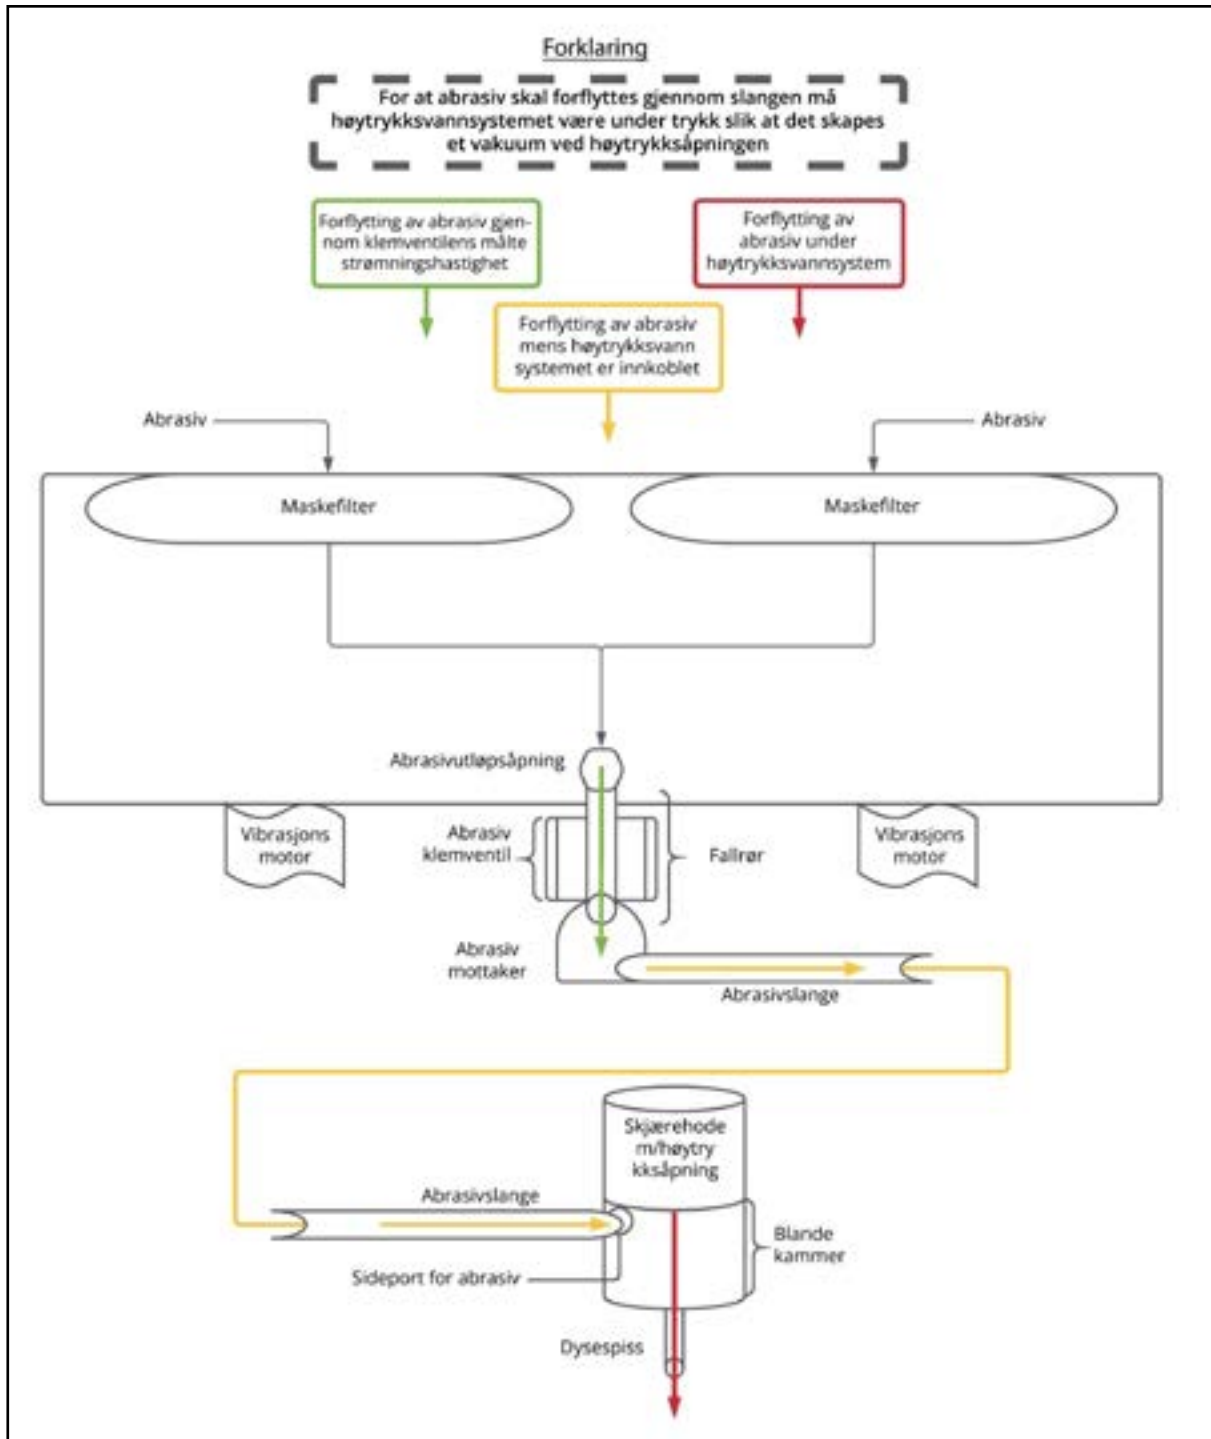 Forklaring
For at abrasiv skal forflyttes gjennom slangen må
høytrykksvannsystemet være under trykk slik at det skapes
et vakuum ved høytrykksåpningen
Forflytting av abrasiv gjen-
nom klemventilens målte
strømningshastighet
Forflytting av
abrasiv under
høytrykksvannsystem
Forflytting av abrasiv
mens høytrykksvann
systemet er innkoblet
Abrasiv
Abrasiv
Maskefilter
Maskefilter
Abrasivutløpsåpning
Vibrasjons
motor
Abrasiv
klemventil
Fallrør
Vibrasjons
motor
Abrasiv
mottaker
Abrasivslange
Skjærehode
m/høytry
kksåpning
Abrasivslange
Blande
kammer
Sideport for abrasiv
Dysespiss